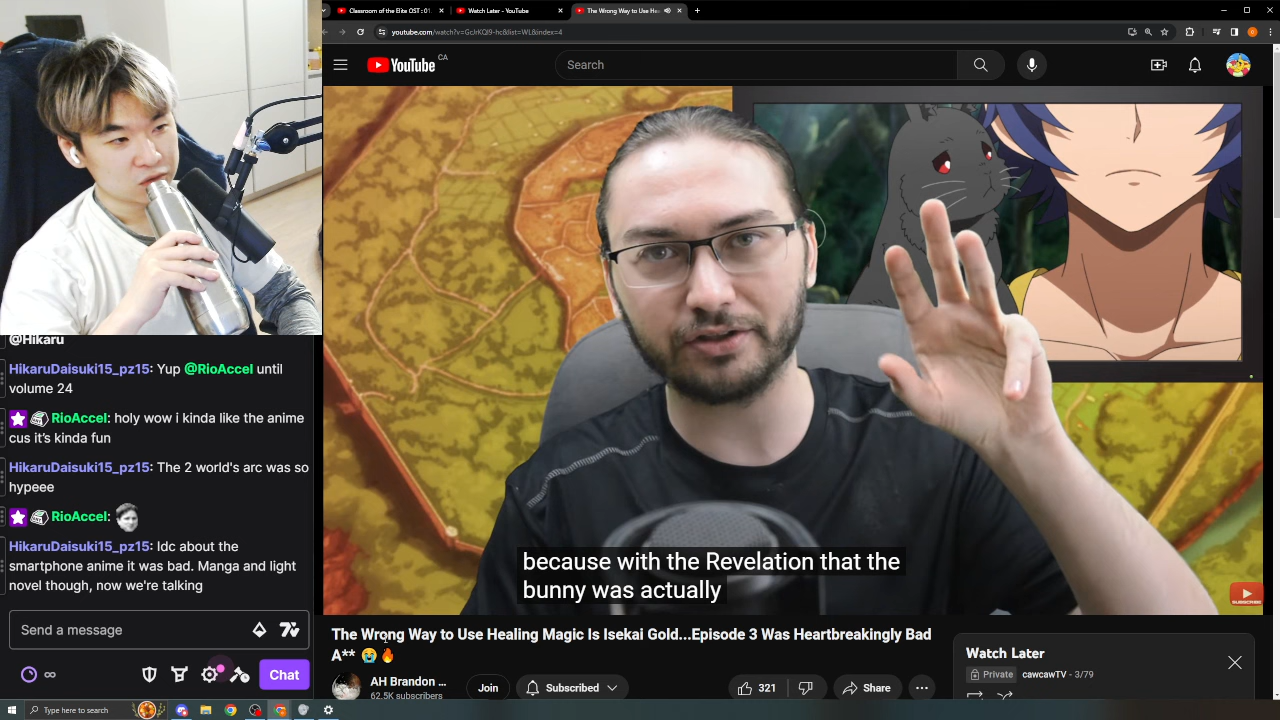 Classroom of the Elite OST : 01.
Watch Later - YouTube
The Wrong Way to Use Hea
youtube.com/watch?v=GcJrKQI9-hc&list=WL&index=4
YouTube CA
Search
@Hikaru
HikaruDaisuki15_pz15: Yup @RioAccel until
volume 24
RioAccel: holy wow i kinda like the anime
cus it's kinda fun
HikaruDaisuki15_pz15: The 2 world's arc was so
hypeee
RioAccel:
HikaruDaisuki15_pz15: Idc about the
smartphone anime it was bad. Manga and light
novel though, now we're talking
Send a message
Chat
because with the Revelation that the
bunny was actually
SUBSCRIBE
The Wrong Way to Use Healing Magic Is Isekai Gold...Episode 3 Was Heartbreakingly Bad
A** 😭🔥
AH Brandon ...
62.5K subscribers
Join
Subscribed
321
Share
Watch Later
Private cawcawTV - 3/79
Type here to search